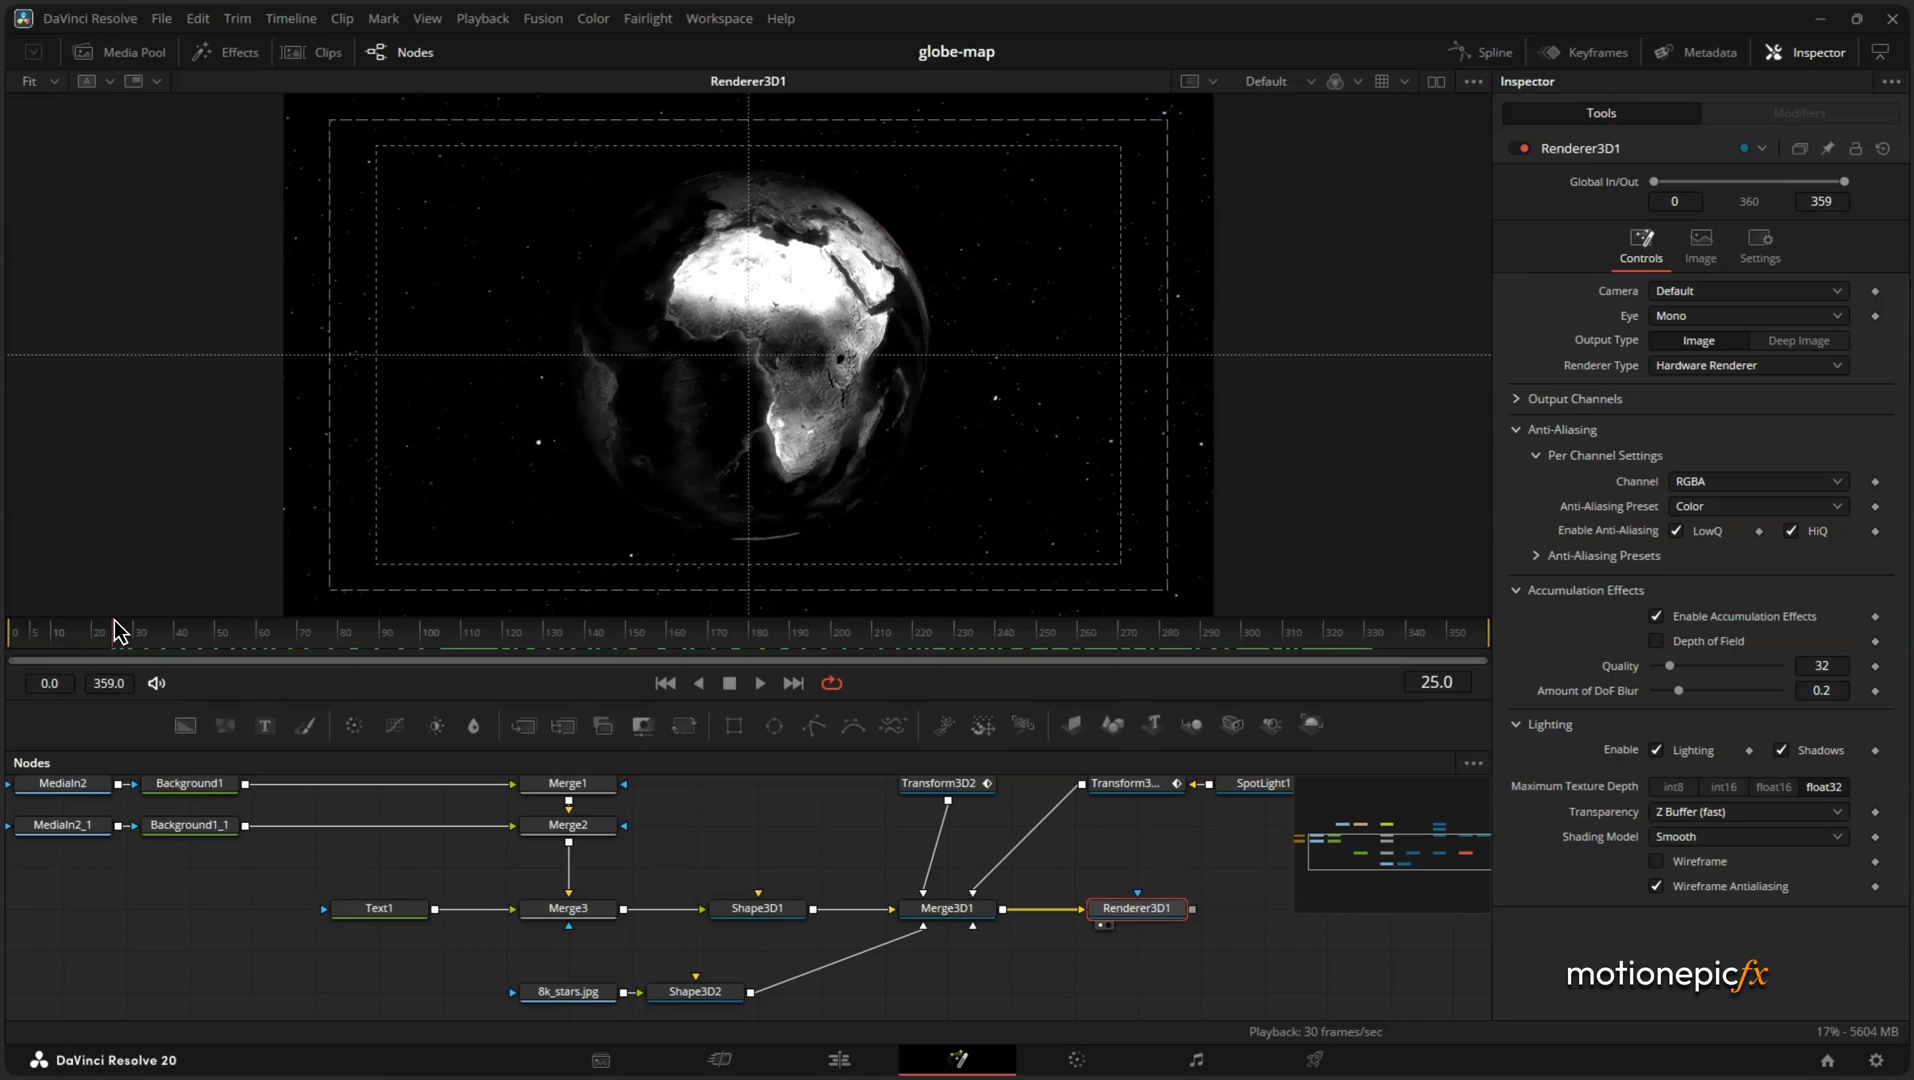 DaVinci Resolve File Edit Trim Timeline Clip Mark View Playback Fusion Color Fairlight Workspace Help
Media Pool Effects Clips Nodes globe-map Spline Keyframes Metadata Inspector
Fit A Renderer3D1 Default Inspector
Tools Modifiers
Renderer3D1
Global In/Out
0 360 359
Controls Image Settings
Camera Default
Eye Mono
Output Type Image Deep Image
Renderer Type Hardware Renderer
Output Channels
Anti-Aliasing
Per Channel Settings
Channel RGBA
Anti-Aliasing Preset Color
Enable Anti-Aliasing LowQ HiQ
Anti-Aliasing Presets
Accumulation Effects
Enable Accumulation Effects
Depth of Field
Quality 32
Amount of DoF Blur 0.2
Lighting
Enable Lighting Shadows
Maximum Texture Depth int8 int16 float16 float32
Transparency Z Buffer (fast)
Shading Model Smooth
Wireframe
Wireframe Antialiasing
0 5 10 20 30 40 50 60 70 80 90 100 110 120 130 140 150 160 170 180 190 200 210 220 230 240 250 260 270 280 290 300 310 320 330 340 350
0.0 359.0 25.0
T
Nodes
MediaIn2 Background1 Merge1 Transform3D2 Transform3... SpotLight1
MediaIn2_1 Background1_1 Merge2
Text1 Merge3 Shape3D1 Merge3D1 Renderer3D1
8k_stars.jpg Shape3D2
motionepicfx
Playback: 30 frames/sec 17% - 5604 MB
DaVinci Resolve 20